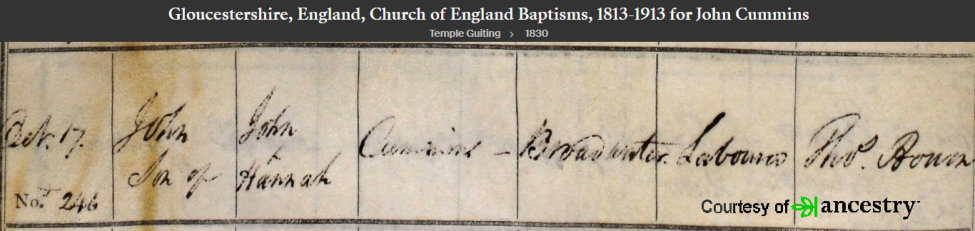 Gloucestershire, England, Church of England Baptisms, 1813-1913 for John Cummins
Temple Guiting > 1830
Octr. 17.
No. 246
John
Son of
John
&
Hannah
Cummins –
Broadwater
Labourer
Thos. Bowen
Courtesy of ancestry